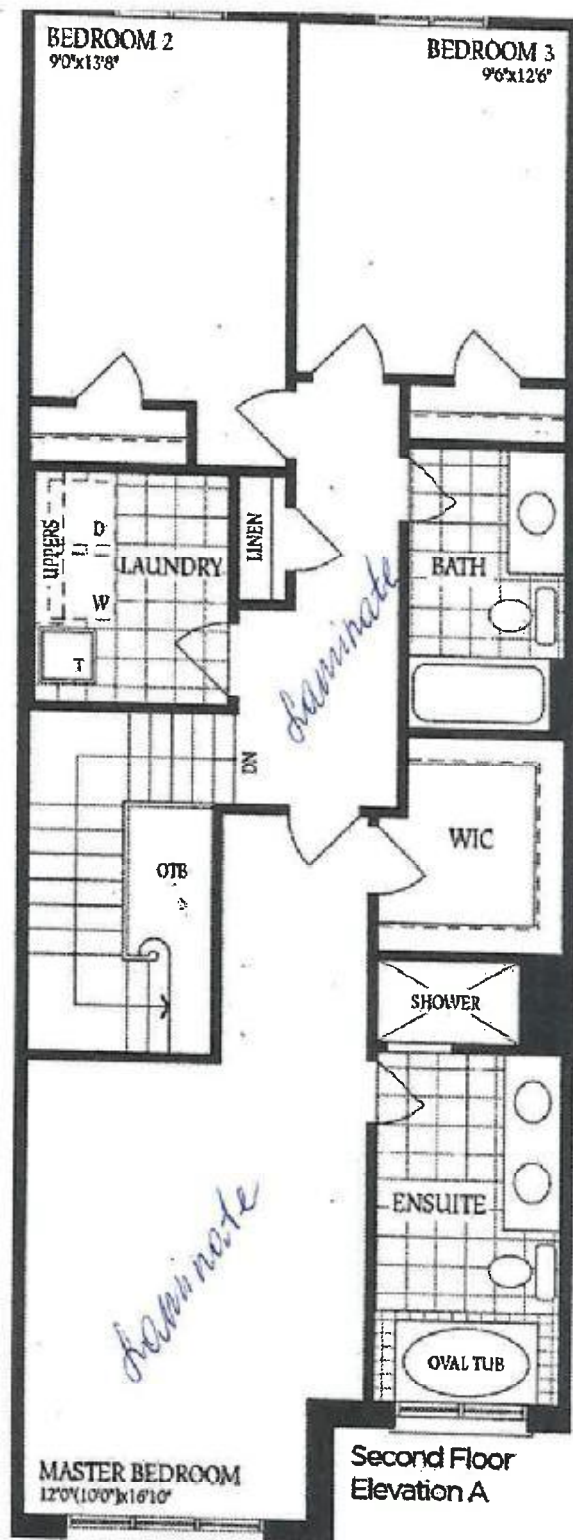 BEDROOM 2
9'0"x13'8"
BEDROOM 3
9'6"x12'6"
UPPERS
D
W
T
LAUNDRY
LINEN
BATH
Laminate
DN
OTB
WIC
SHOWER
ENSUITE
Laminate
OVAL TUB
MASTER BEDROOM
12'0"(10'0")x16'10"
Second Floor
Elevation A